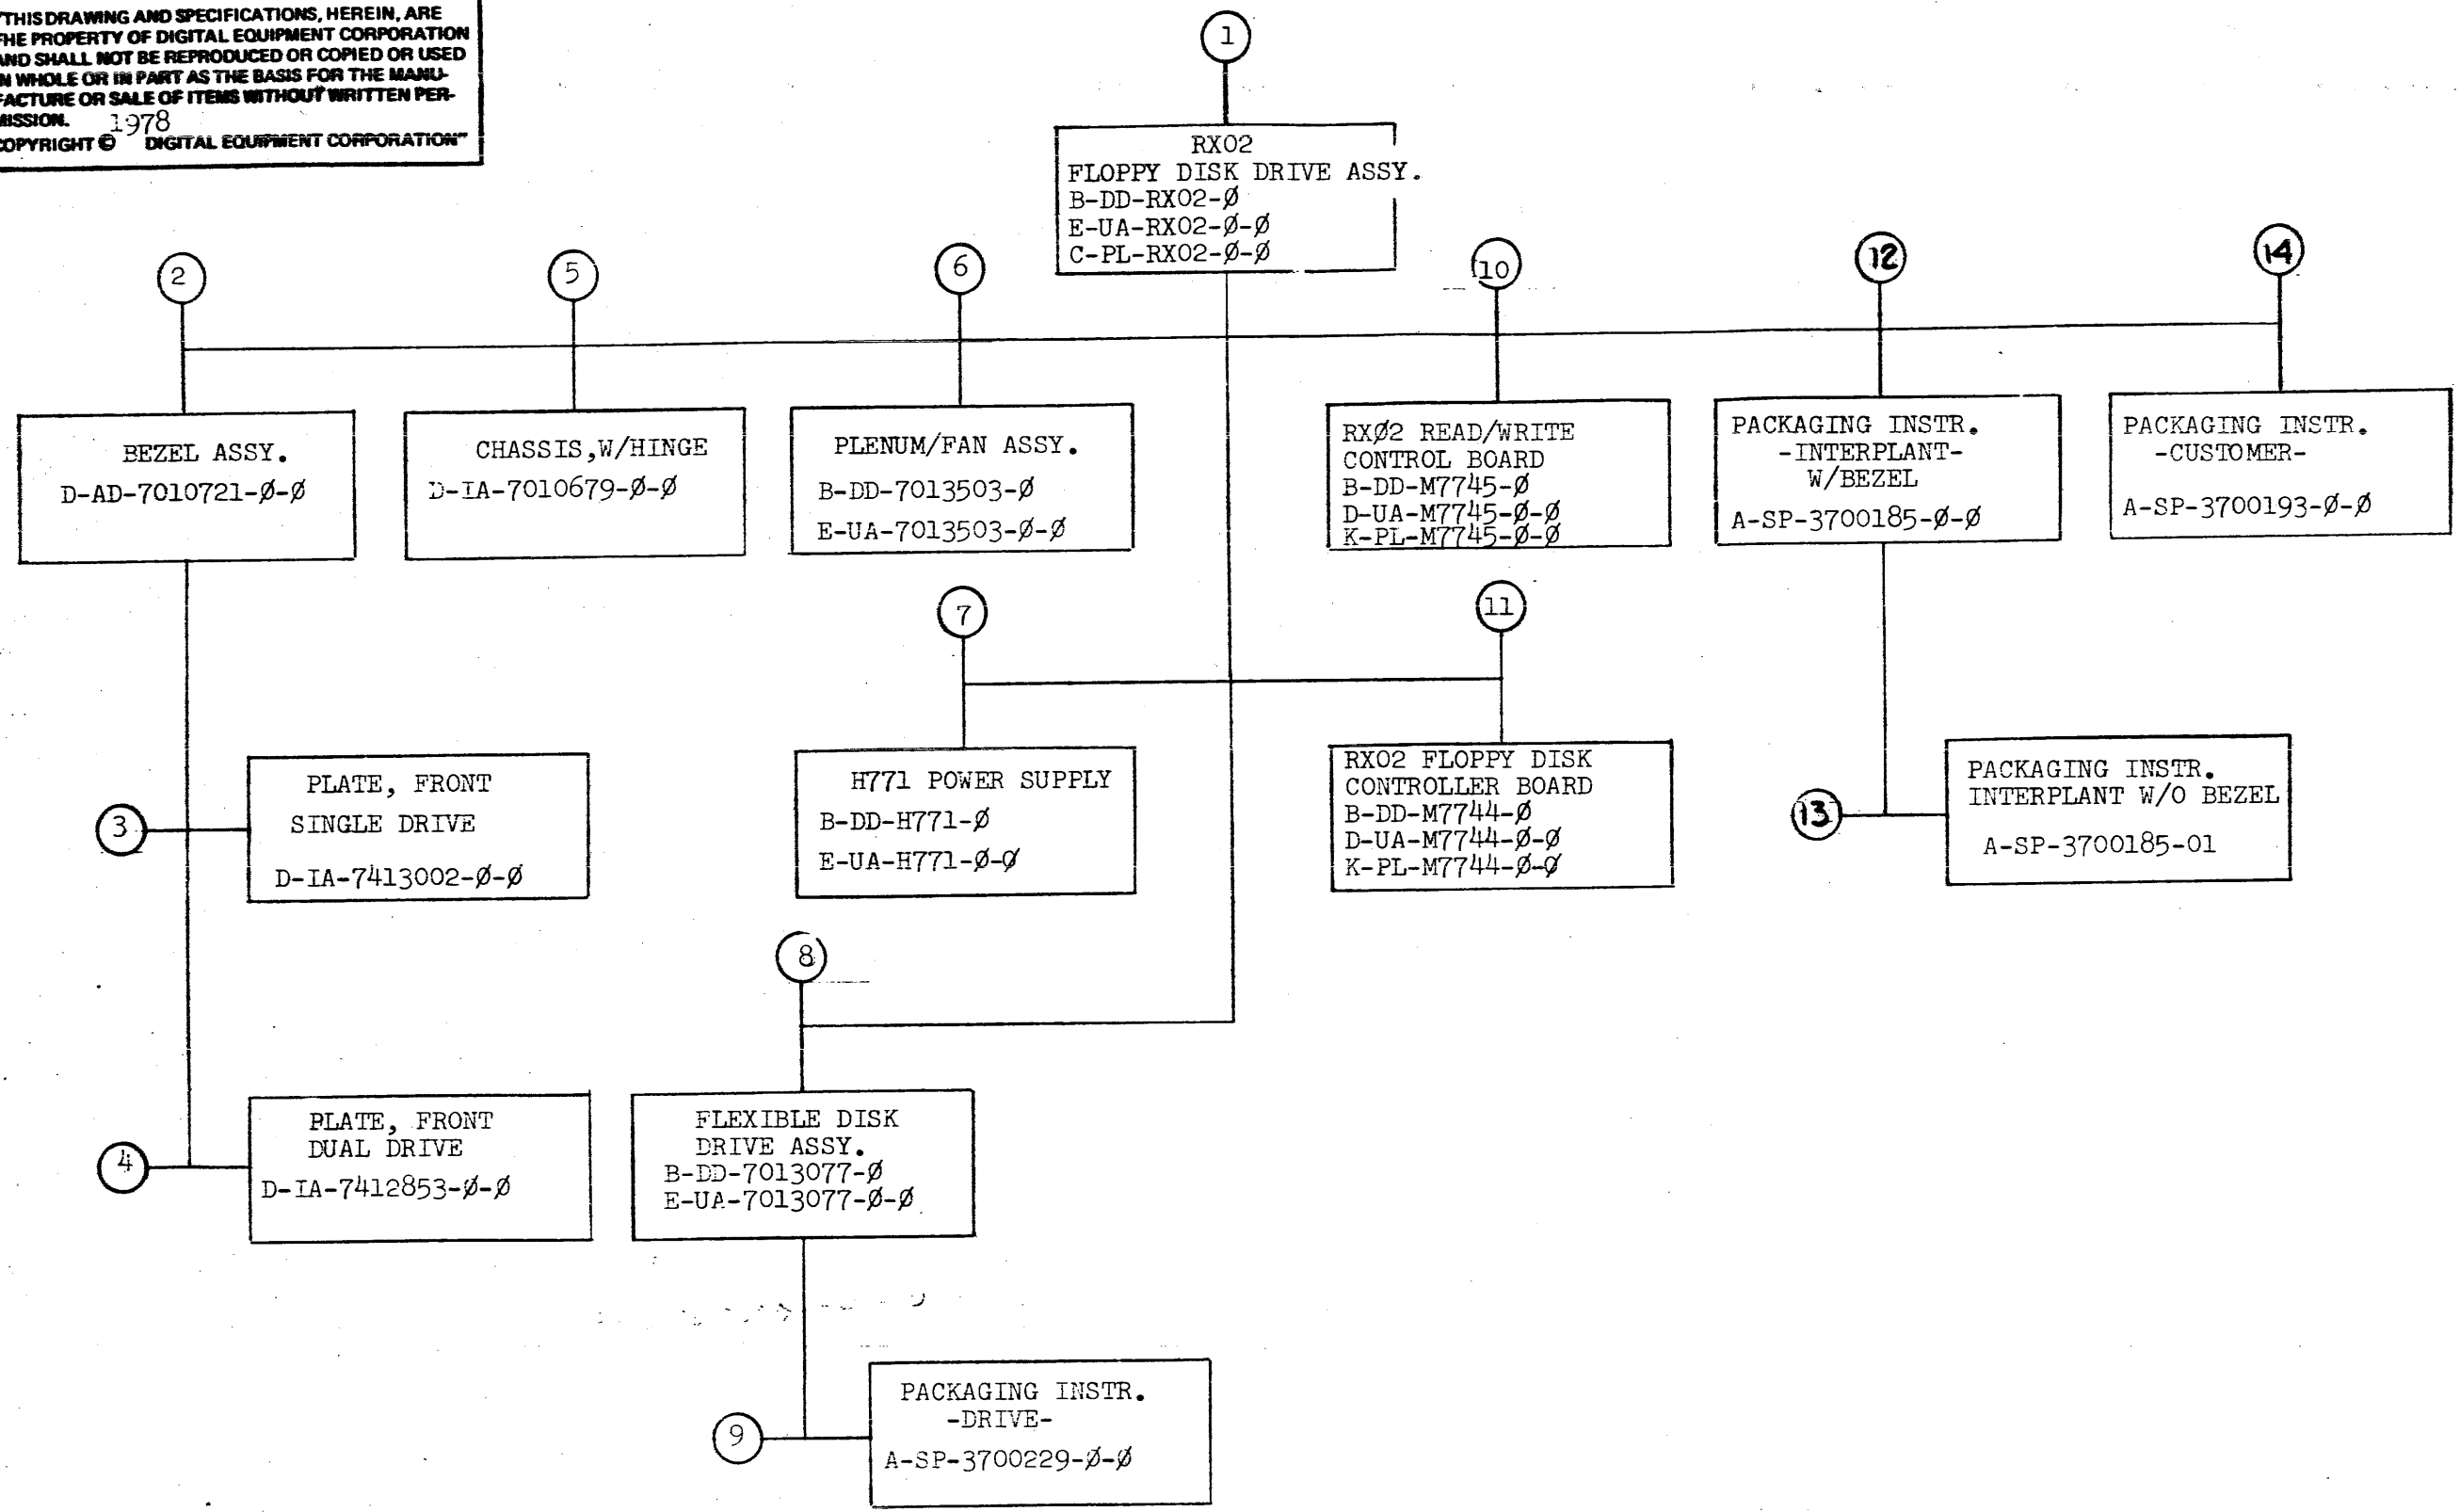 "THIS DRAWING AND SPECIFICATIONS, HEREIN, ARE
THE PROPERTY OF DIGITAL EQUIPMENT CORPORATION
AND SHALL NOT BE REPRODUCED OR COPIED OR USED
IN WHOLE OR IN PART AS THE BASIS FOR THE MANU-
FACTURE OR SALE OF ITEMS WITHOUT WRITTEN PER-
MISSION.
1978
COPYRIGHT © DIGITAL EQUIPMENT CORPORATION"
1
RX02
FLOPPY DISK DRIVE ASSY.
B-DD-RX02-Ø
E-UA-RX02-Ø-Ø
C-PL-RX02-Ø-Ø
2
BEZEL ASSY.
D-AD-7010721-Ø-Ø
5
CHASSIS,W/HINGE
D-IA-7010679-Ø-Ø
6
PLENUM/FAN ASSY.
B-DD-7013503-Ø
E-UA-7013503-Ø-Ø
10
RXØ2 READ/WRITE
CONTROL BOARD
B-DD-M7745-Ø
D-UA-M7745-Ø-Ø
K-PL-M7745-Ø-Ø
12
PACKAGING INSTR.
-INTERPLANT-
W/BEZEL
A-SP-3700185-Ø-Ø
14
PACKAGING INSTR.
-CUSTOMER-
A-SP-3700193-Ø-Ø
3
PLATE, FRONT
SINGLE DRIVE
D-IA-7413002-Ø-Ø
7
H771 POWER SUPPLY
B-DD-H771-Ø
E-UA-H771-Ø-Ø
11
RX02 FLOPPY DISK
CONTROLLER BOARD
B-DD-M7744-Ø
D-UA-M7744-Ø-Ø
K-PL-M7744-Ø-Ø
13
PACKAGING INSTR.
INTERPLANT W/O BEZEL
A-SP-3700185-01
4
PLATE, FRONT
DUAL DRIVE
D-IA-7412853-Ø-Ø
8
FLEXIBLE DISK
DRIVE ASSY.
B-DD-7013077-Ø
E-UA-7013077-Ø-Ø
9
PACKAGING INSTR.
-DRIVE-
A-SP-3700229-Ø-Ø